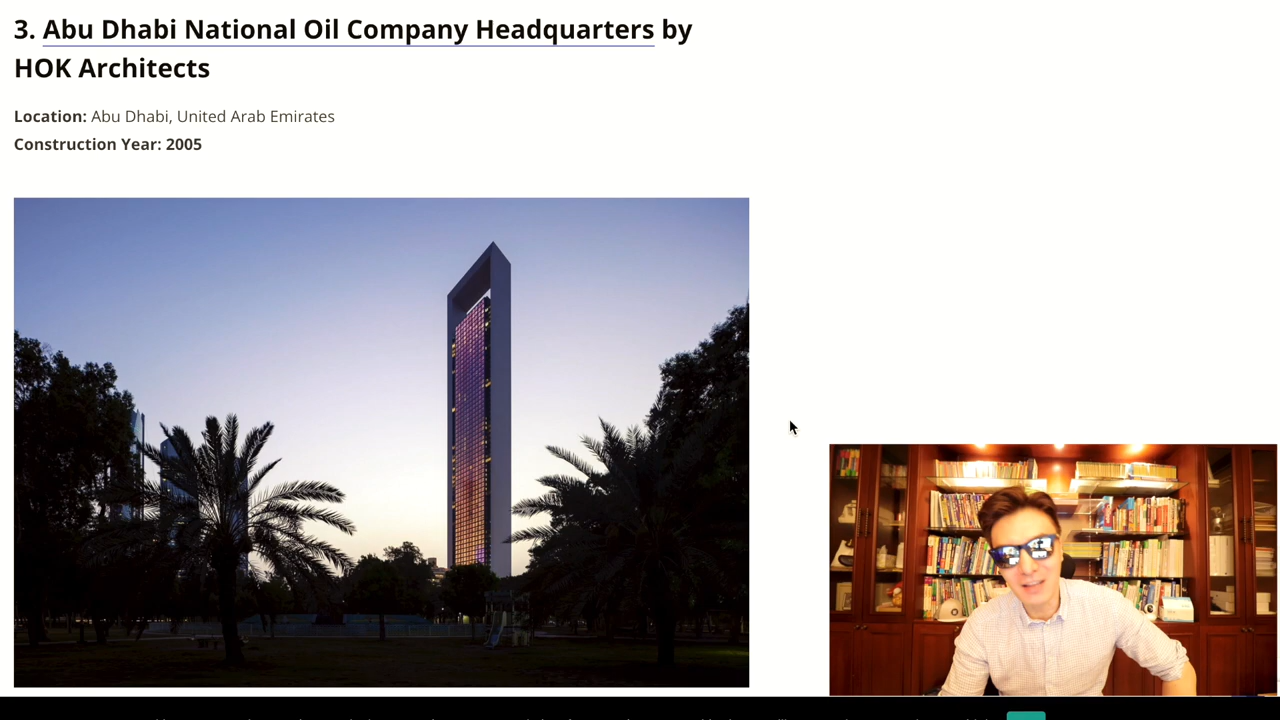 3. Abu Dhabi National Oil Company Headquarters by
HOK Architects
Location: Abu Dhabi, United Arab Emirates
Construction Year: 2005